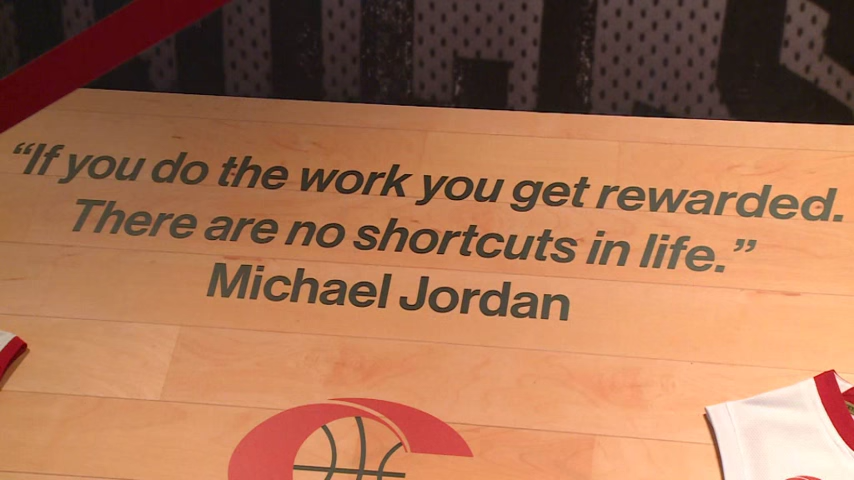 “If you do the work you get rewarded.
There are no shortcuts in life.”
Michael Jordan